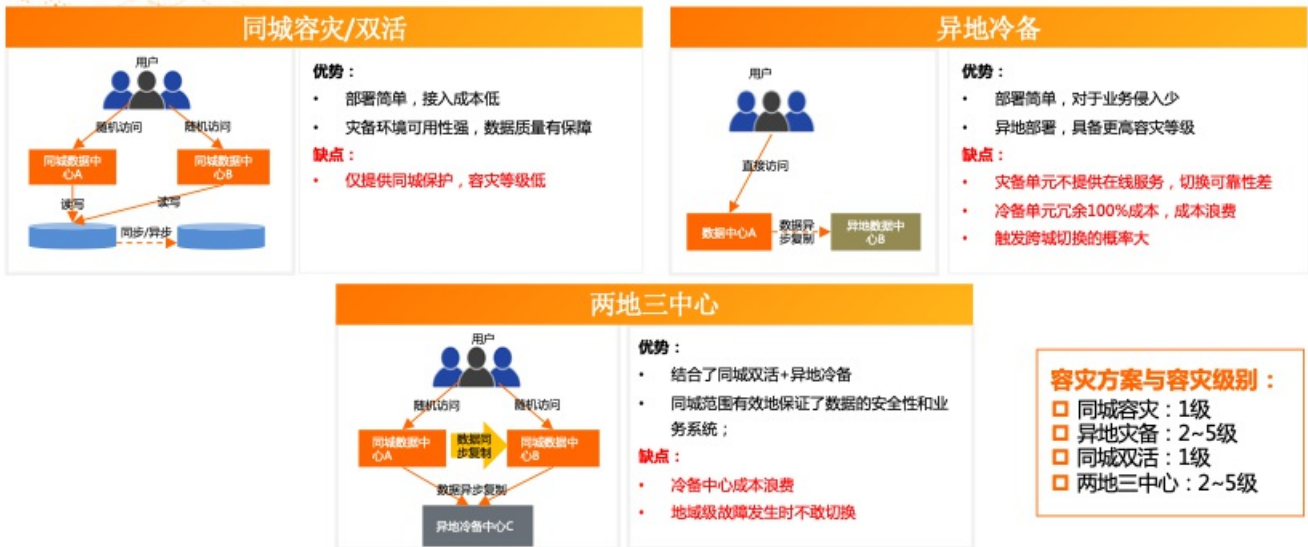 同城容灾/双活
用户
随机访问
随机访问
同城数据中
心A
同城数据中
心B
读写
读写
同步/异步
优势：
• 部署简单，接入成本低
• 灾备环境可用性强，数据质量有保障
缺点：
• 仅提供同城保护，容灾等级低
异地冷备
用户
直接访问
数据中心A
数据异
步复制
异地数据中
心B
优势：
• 部署简单，对于业务侵入少
• 异地部署，具备更高容灾等级
缺点：
• 灾备单元不提供在线服务，切换可靠性差
• 冷备单元冗余100%成本，成本浪费
• 触发跨城切换的概率大
两地三中心
用户
随机访问
随机访问
同城数据中
心A
数据同
步复制
同城数据中
心B
数据异步复制
异地冷备中心C
优势：
• 结合了同城双活+异地冷备
• 同城范围有效地保证了数据的安全性和业
务系统；
缺点：
• 冷备中心成本浪费
• 地域级故障发生时不敢切换
容灾方案与容灾级别：
同城容灾：1级
异地灾备：2~5级
同城双活：1级
两地三中心：2~5级